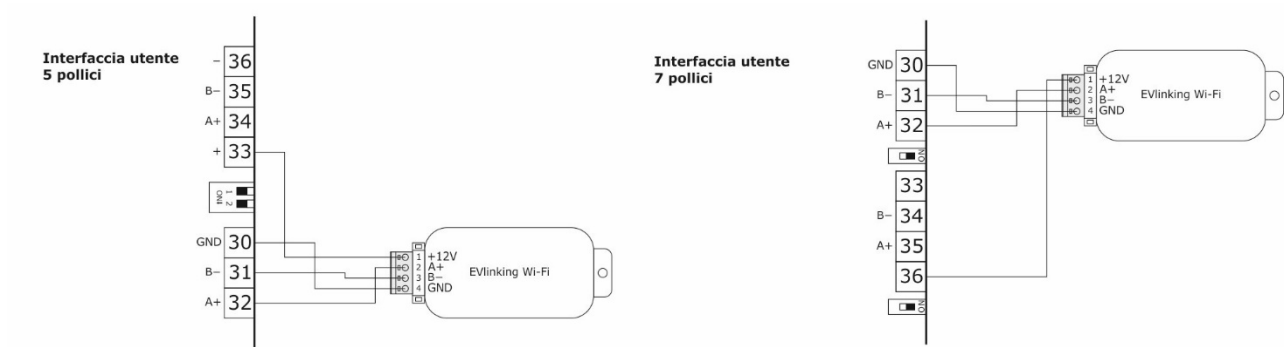 Interfaccia utente
5 pollici
- 36
B- 35
A+ 34
+ 33
1
2
ON
GND 30
B- 31
A+ 32
1 +12V
2 A+
3 B-
4 GND
EVlinking Wi-Fi
Interfaccia utente
7 pollici
GND 30
B- 31
A+ 32
ON
33
B- 34
A+ 35
36
ON
1 +12V
2 A+
3 B-
4 GND
EVlinking Wi-Fi